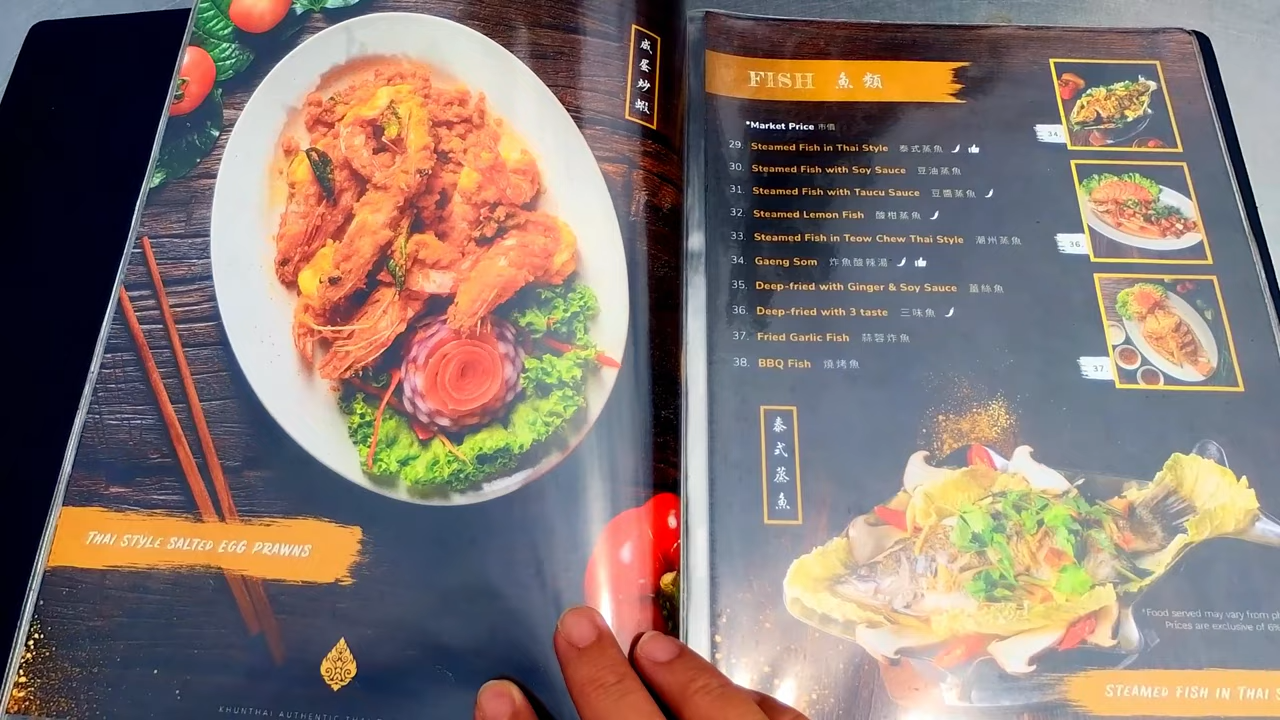 咸蛋炒蝦
THAI STYLE SALTED EGG PRAWNS
KHUNTHAI AUTHENTIC
FISH 魚類
*Market Price 市價
29. Steamed Fish in Thai Style 泰式蒸魚
30. Steamed Fish with Soy Sauce 豆油蒸魚
31. Steamed Fish with Taucu Sauce 豆醬蒸魚
32. Steamed Lemon Fish 酸柑蒸魚
33. Steamed Fish in Teow Chew Thai Style 潮州蒸魚
34. Gaeng Som 炸魚酸辣湯
35. Deep-fried with Ginger & Soy Sauce 薑絲魚
36. Deep-fried with 3 taste 三味魚
37. Fried Garlic Fish 蒜蓉炸魚
38. BBQ Fish 燒烤魚
34.
36.
37.
泰式蒸魚
*Food served may vary from
Prices are exclusive of 6%
STEAMED FISH IN THAI